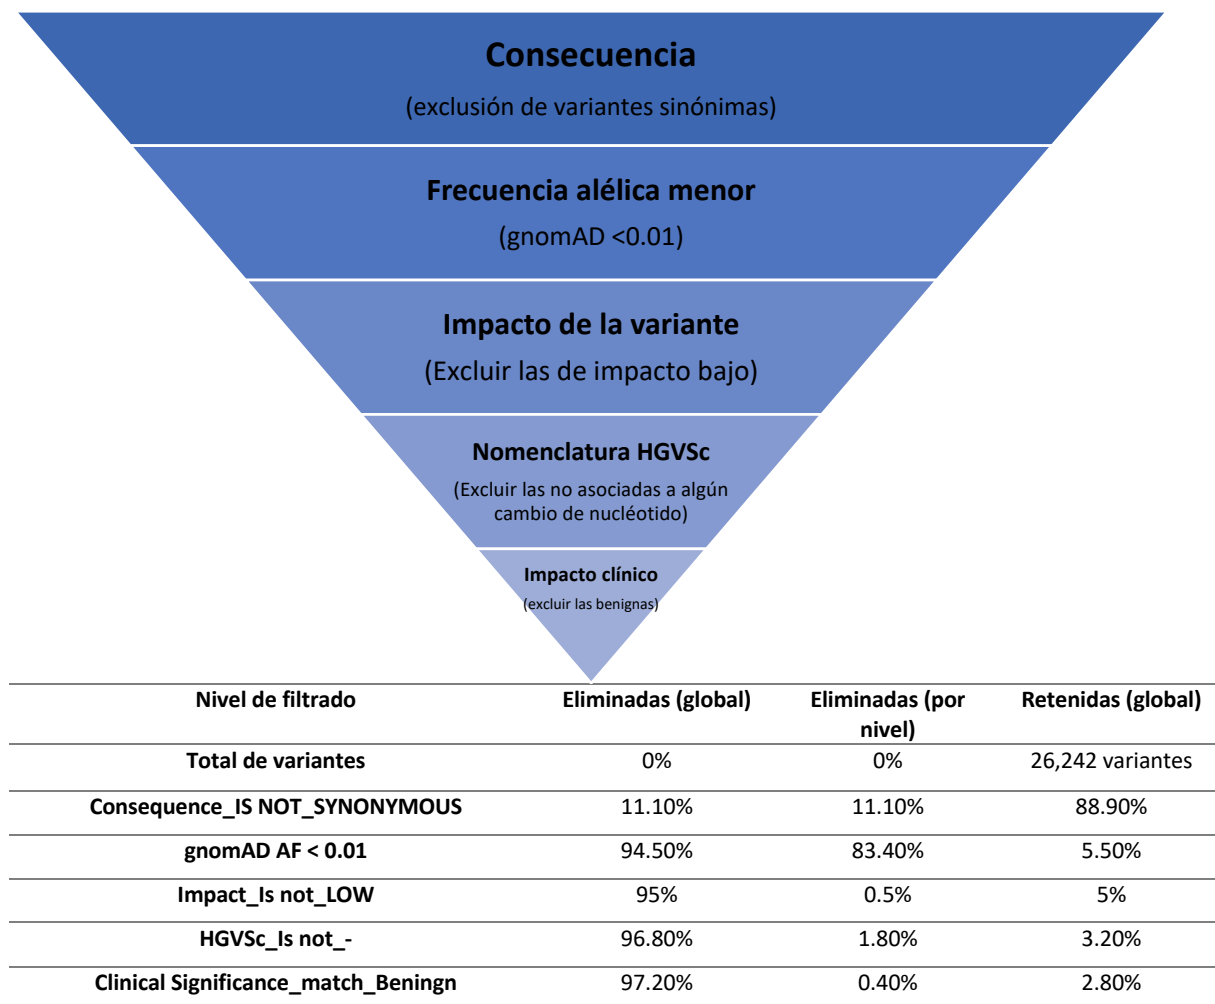 Consecuencia
(exclusión de variantes sinónimas)
Frecuencia alélica menor
(gnomAD <0.01)
Impacto de la variante
(Excluir las de impacto bajo)
Nomenclatura HGVSc
(Excluir las no asociadas a algún
cambio de nucléotido)
Impacto clínico
(excluir las benignas)
Nivel de filtrado Eliminadas (global) Eliminadas (por nivel) Retenidas (global)
Total de variantes 0% 0% 26,242 variantes
Consequence_IS NOT_SYNONYMOUS 11.10% 11.10% 88.90%
gnomAD AF < 0.01 94.50% 83.40% 5.50%
Impact_Is not_LOW 95% 0.5% 5%
HGVSc_Is not_- 96.80% 1.80% 3.20%
Clinical Significance_match_Beningn 97.20% 0.40% 2.80%